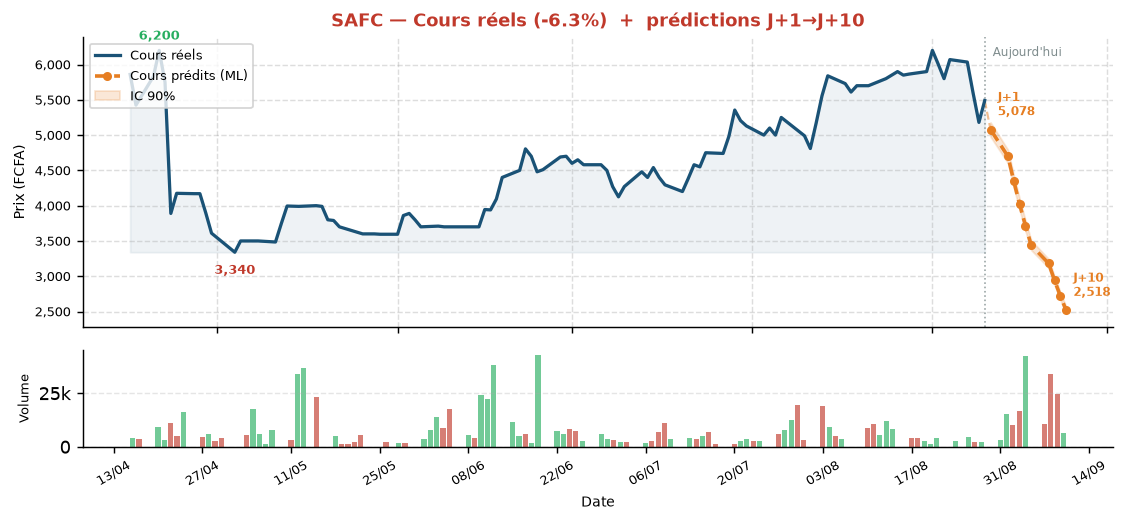 SAFC — Cours réels (-6.3%)  +  prédictions J+1→J+10
6,200
Cours réels
Cours prédits (ML)
IC 90%
Aujourd'hui
J+1
5,078
3,340
J+10
2,518
Prix (FCFA)
6,000
5,500
5,000
4,500
4,000
3,500
3,000
2,500
Volume
25k
0
13/04
27/04
11/05
25/05
08/06
22/06
06/07
20/07
03/08
17/08
31/08
14/09
Date